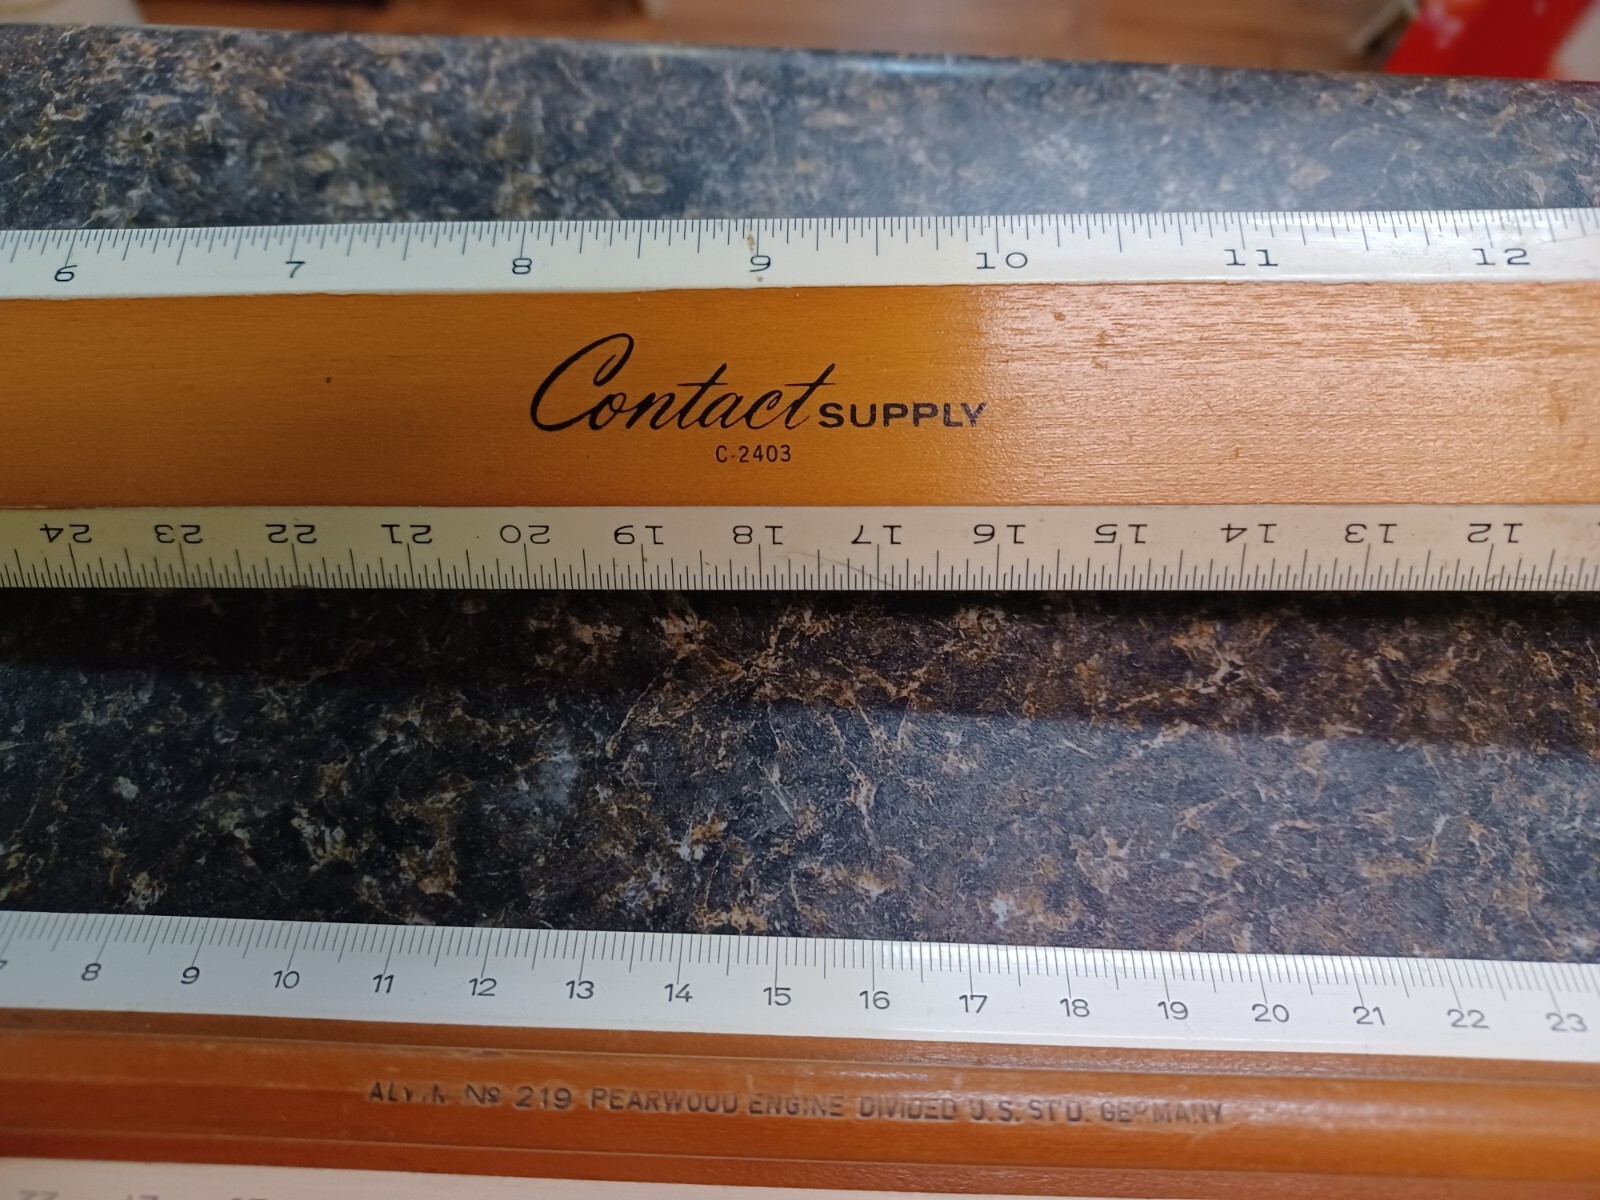 6 7 8 9 10 11 12
Contact SUPPLY
C-2403
24 23 22 21 20 19 18 17 16 15 14 13 12
8 9 10 11 12 13 14 15 16 17 18 19 20 21 22 23
Nº 219 PEARWOOD ENGINE DIVIDED U.S. ST'D. GERMANY
22 21